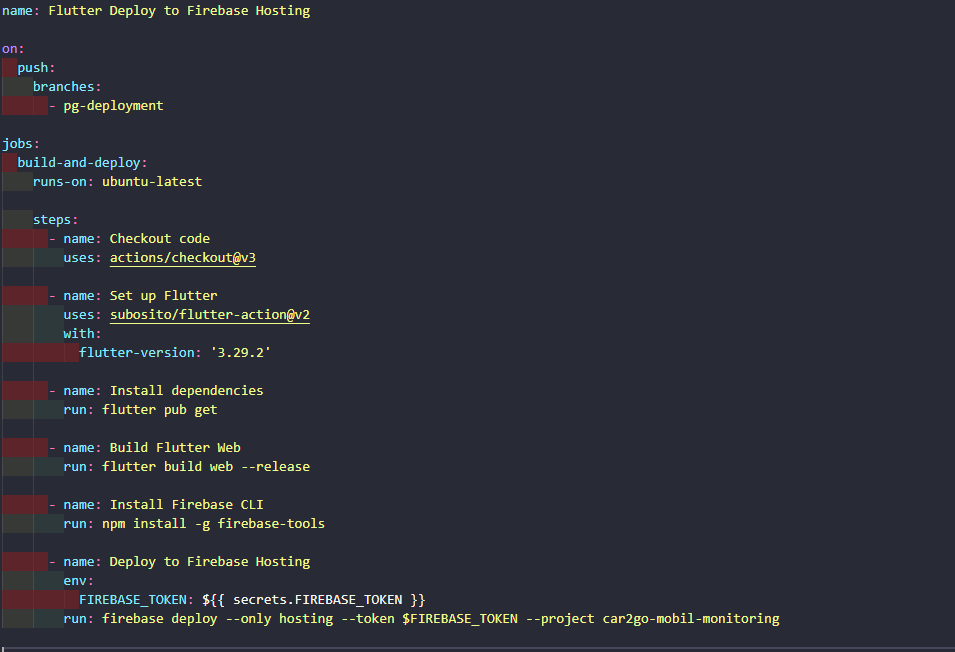 name: Flutter Deploy to Firebase Hosting
on:
push:
branches:
- pg-deployment
jobs:
build-and-deploy:
runs-on: ubuntu-latest
steps:
- name: Checkout code
uses: actions/checkout@v3
- name: Set up Flutter
uses: subosito/flutter-action@v2
with:
flutter-version: '3.29.2'
- name: Install dependencies
run: flutter pub get
- name: Build Flutter Web
run: flutter build web --release
- name: Install Firebase CLI
run: npm install -g firebase-tools
- name: Deploy to Firebase Hosting
env:
FIREBASE_TOKEN: ${{ secrets.FIREBASE_TOKEN }}
run: firebase deploy --only hosting --token $FIREBASE_TOKEN --project car2go-mobil-monitoring